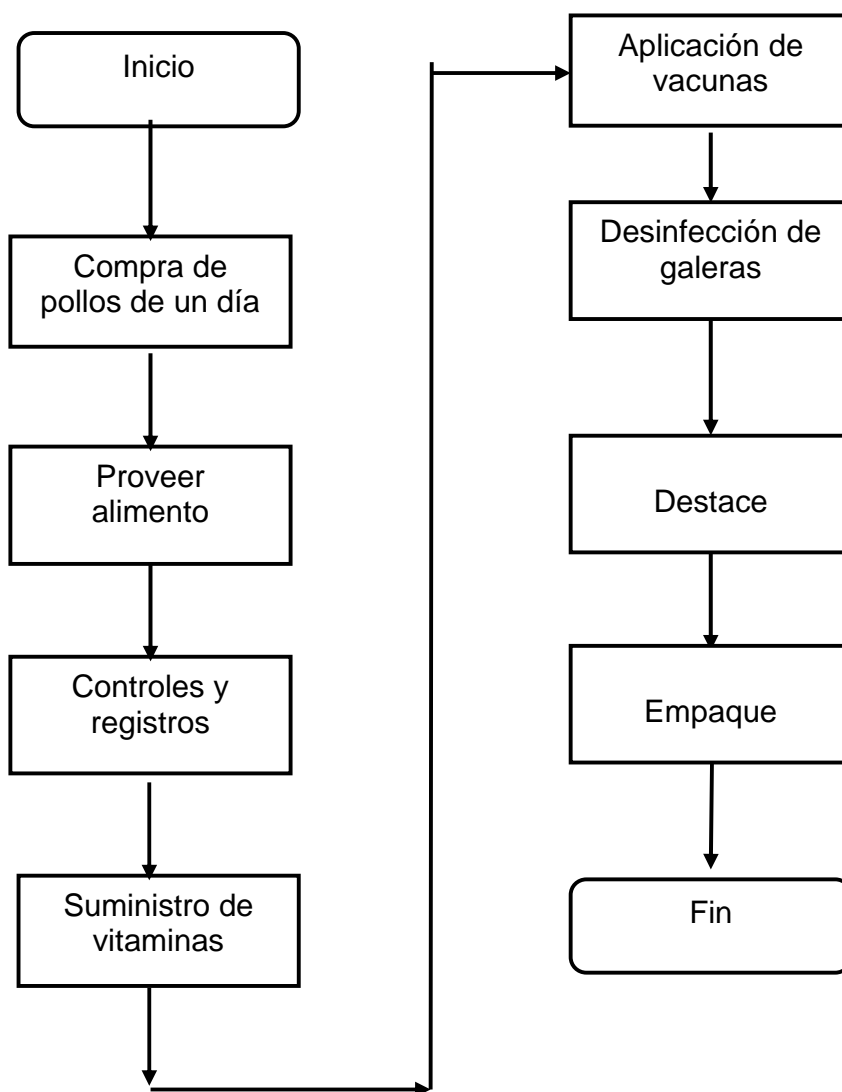 Inicio
Compra de
pollos de un día
Proveer
alimento
Controles y
registros
Suministro de
vitaminas
Aplicación de
vacunas
Desinfección de
galeras
Destace
Empaque
Fin